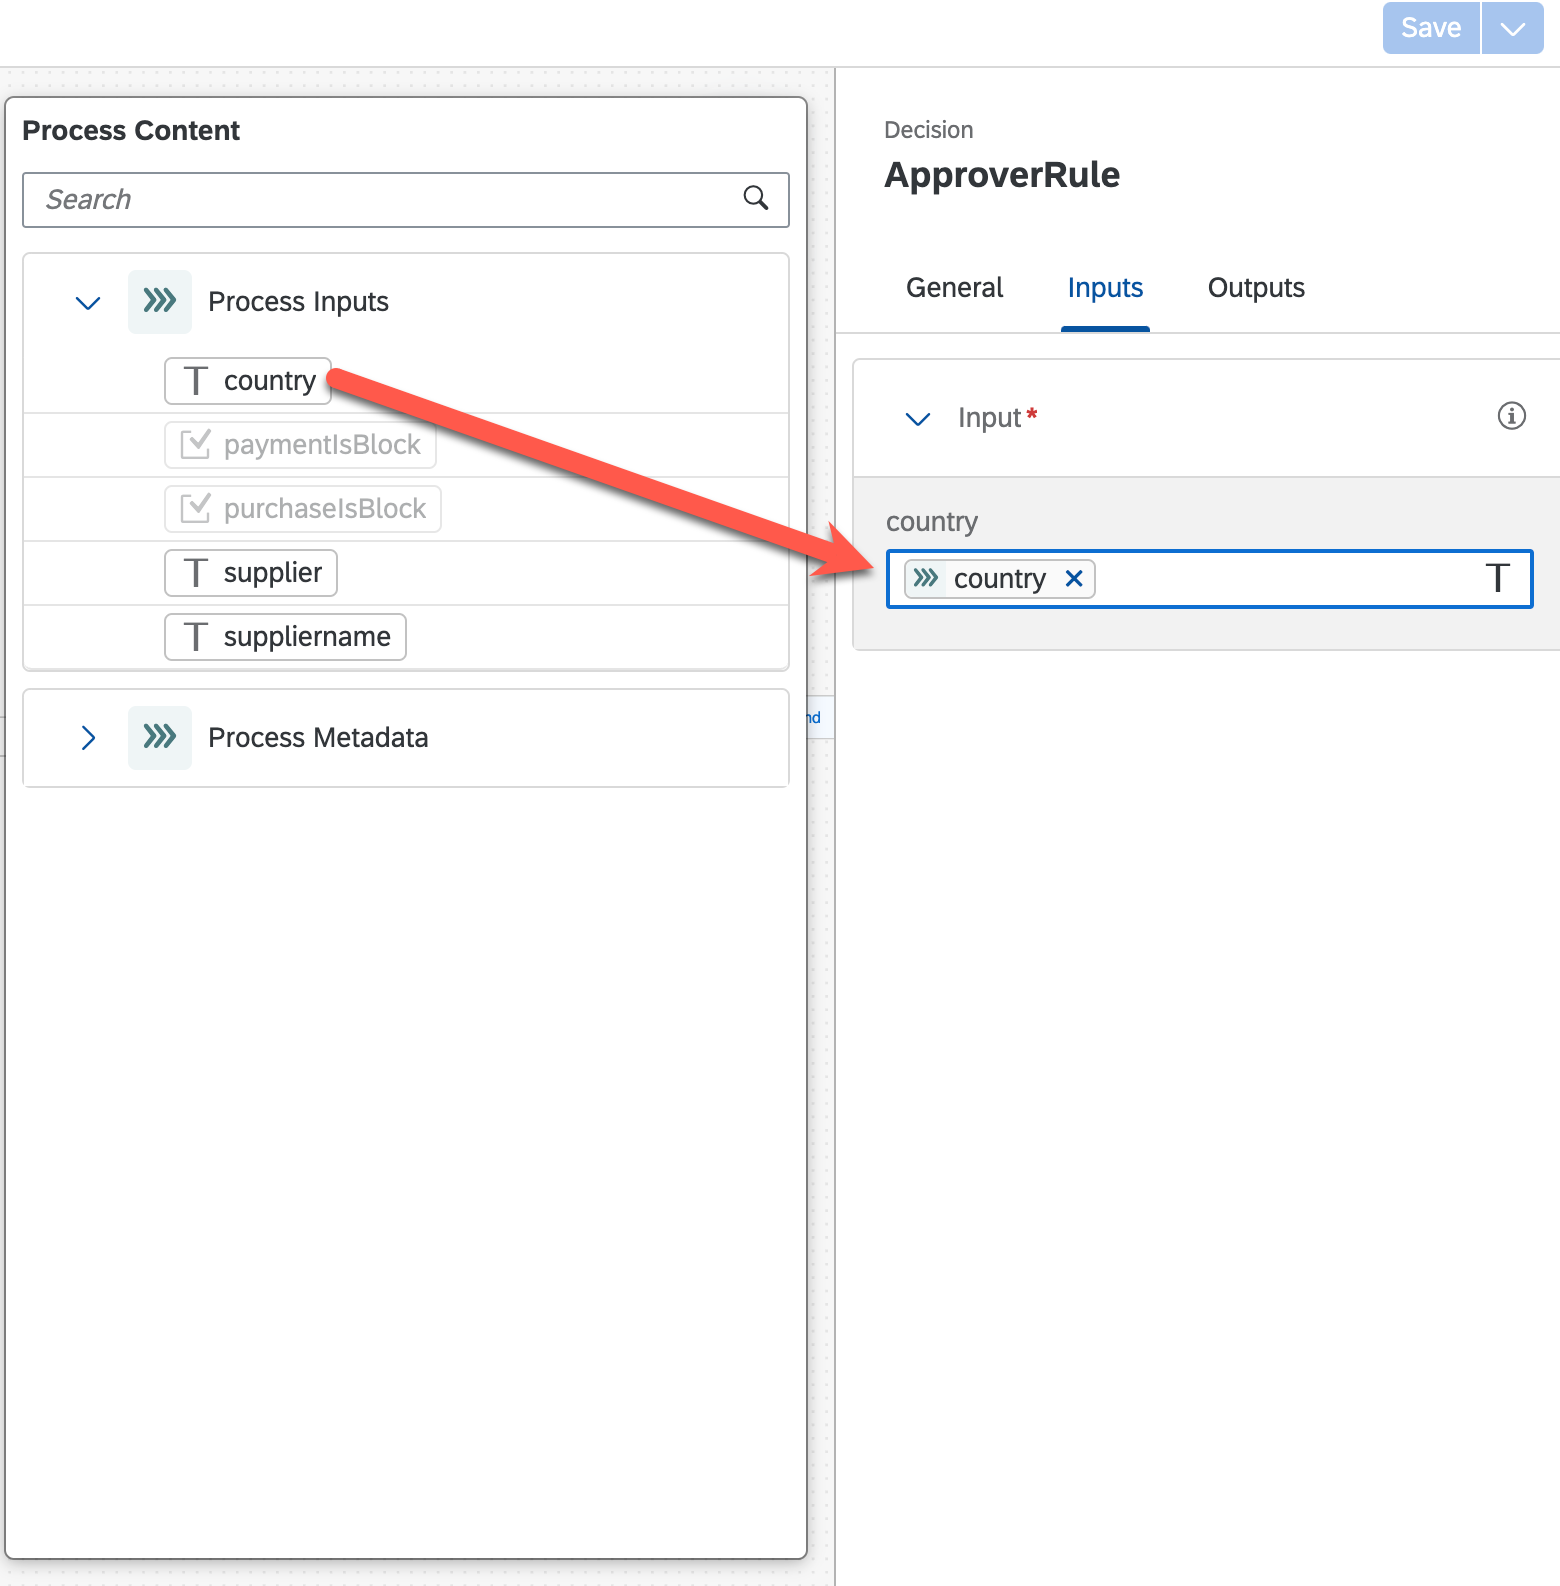 Save
Process Content
Search
Process Inputs
country
paymentIsBlock
purchaseIsBlock
supplier
suppliername
Process Metadata
nd
Decision
ApproverRule
General Inputs Outputs
Input*
country
country